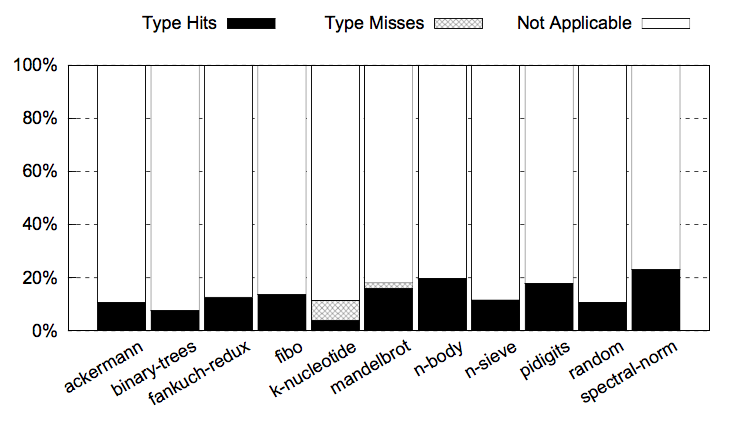 Type Hits Type Misses Not Applicable
100%
80%
60%
40%
20%
0%
ackermann
binary-trees
fankuch-redux
fibo
k-nucleotide
mandelbrot
n-body
n-sieve
pidigits
random
spectral-norm